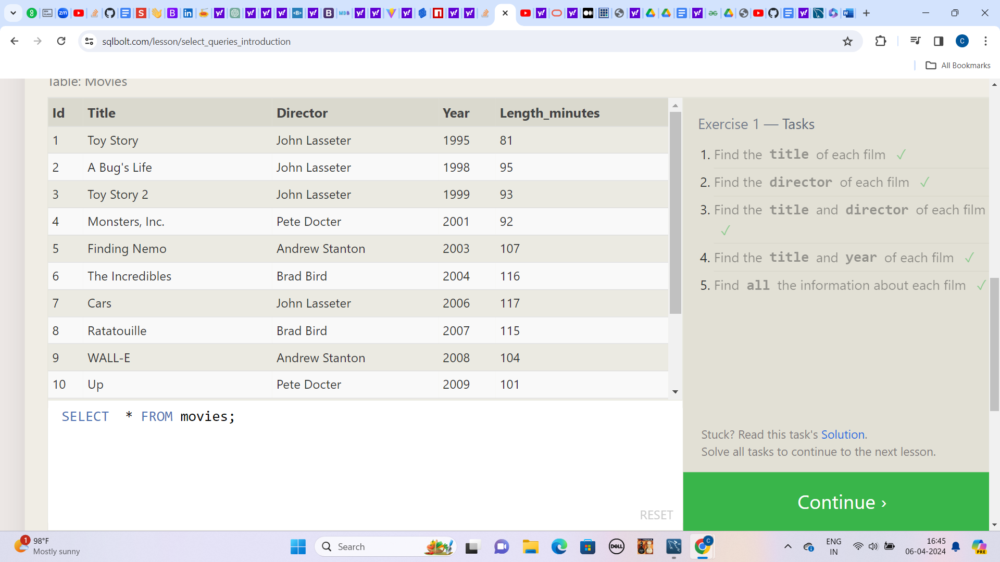 sqlbolt.com/lesson/select_queries_introduction
All Bookmarks
Table: Movies
Id Title Director Year Length_minutes
1 Toy Story John Lasseter 1995 81
2 A Bug's Life John Lasseter 1998 95
3 Toy Story 2 John Lasseter 1999 93
4 Monsters, Inc. Pete Docter 2001 92
5 Finding Nemo Andrew Stanton 2003 107
6 The Incredibles Brad Bird 2004 116
7 Cars John Lasseter 2006 117
8 Ratatouille Brad Bird 2007 115
9 WALL-E Andrew Stanton 2008 104
10 Up Pete Docter 2009 101
SELECT  * FROM movies;
RESET
Exercise 1 — Tasks
1. Find the title of each film ✓
2. Find the director of each film ✓
3. Find the title and director of each film
✓
4. Find the title and year of each film ✓
5. Find all the information about each film ✓
Stuck? Read this task's Solution.
Solve all tasks to continue to the next lesson.
Continue ›
1
98°F
Mostly sunny
Search
DELL
C
ENG
IN
16:45
06-04-2024
PRE